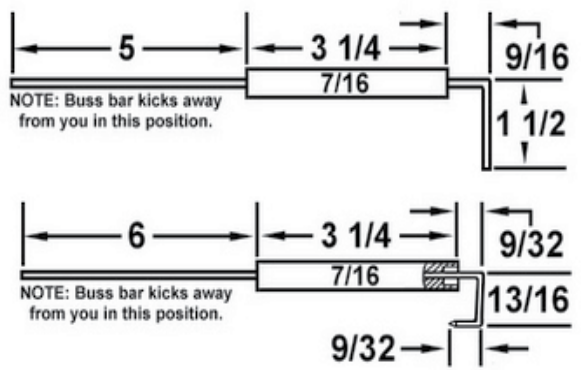 5
3 1/4
9/16
7/16
NOTE: Buss bar kicks away
from you in this position.
1 1/2
6
3 1/4
9/32
7/16
NOTE: Buss bar kicks away
from you in this position.
13/16
9/32